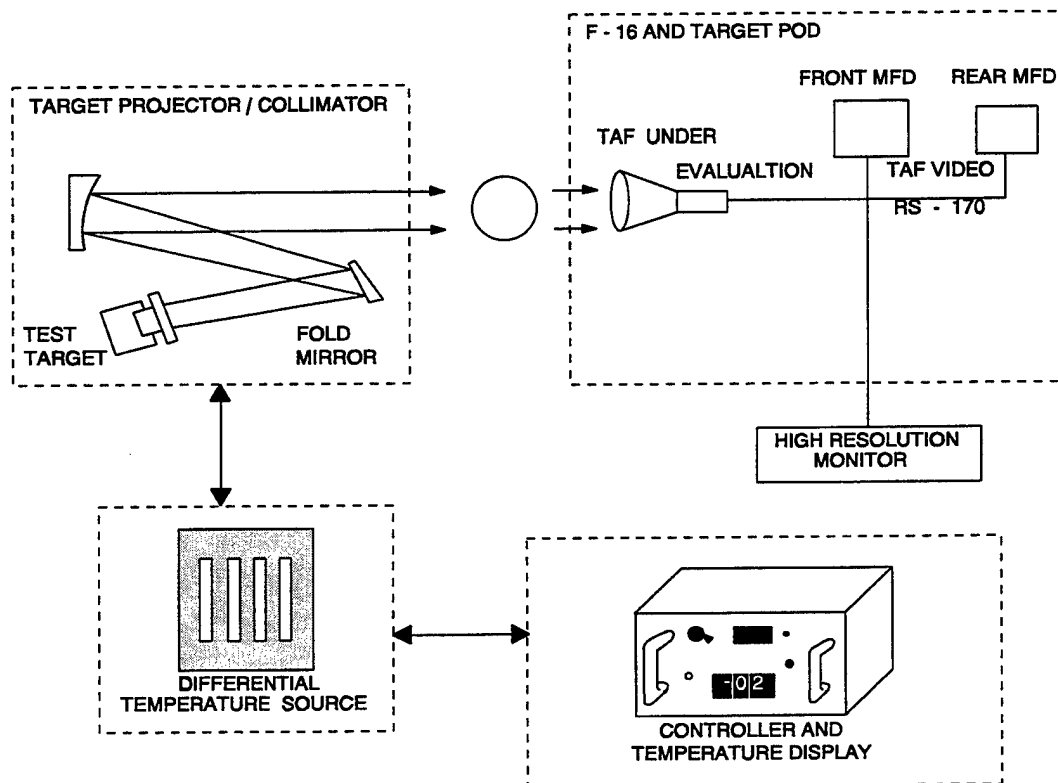 F - 16 AND TARGET POD
FRONT MFD
REAR MFD
TARGET PROJECTOR / COLLIMATOR
TAF UNDER
EVALUALTION
TAF VIDEO
RS - 170
TEST
TARGET
FOLD
MIRROR
HIGH RESOLUTION
MONITOR
DIFFERENTIAL
TEMPERATURE SOURCE
-02
CONTROLLER AND
TEMPERATURE DISPLAY